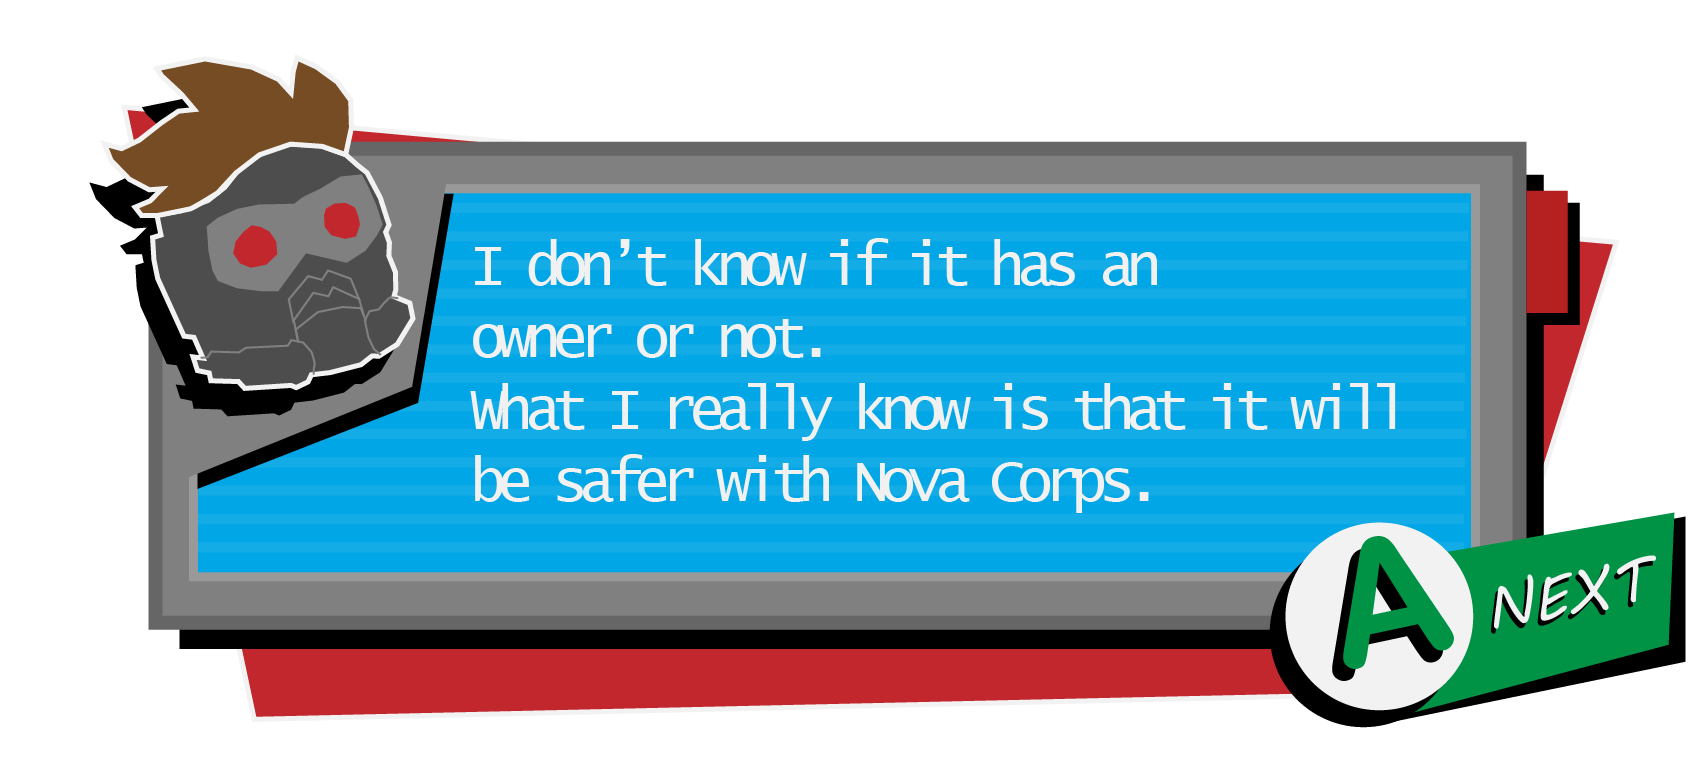 I don’t know if it has an
owner or not.
What I really know is that it will
be safer with Nova Corps.
A NEXT